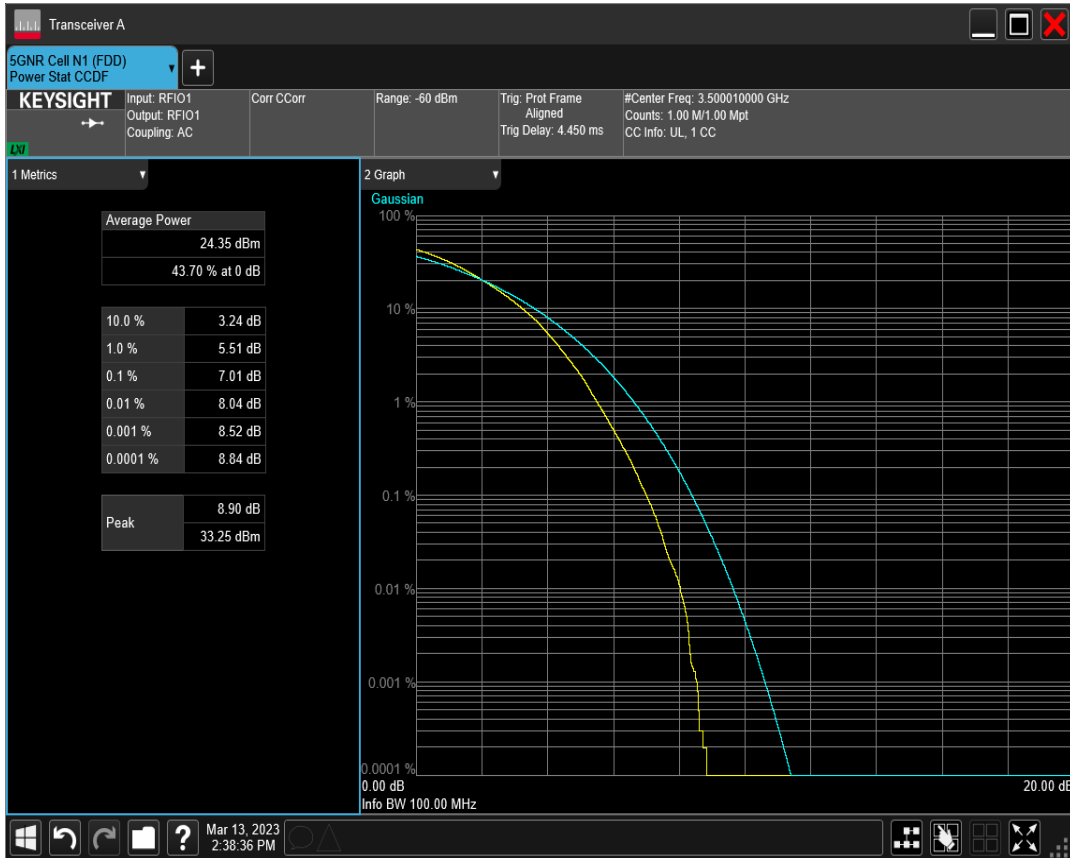 Transceiver A
5GNR Cell N1 (FDD)
Power Stat CCDF
+
KEYSIGHT
LXI
Input: RFIO1
Output: RFIO1
Coupling: AC
Corr CCorr
Range: -60 dBm
Trig: Prot Frame
Aligned
Trig Delay: 4.450 ms
#Center Freq: 3.500010000 GHz
Counts: 1.00 M/1.00 Mpt
CC Info: UL, 1 CC
1 Metrics
Average Power
24.35 dBm
43.70 % at 0 dB
10.0 % 3.24 dB
1.0 % 5.51 dB
0.1 % 7.01 dB
0.01 % 8.04 dB
0.001 % 8.52 dB
0.0001 % 8.84 dB
Peak
8.90 dB
33.25 dBm
2 Graph
Gaussian
100 %
10 %
1 %
0.1 %
0.01 %
0.001 %
0.0001 %
0.00 dB 20.00 dB
Info BW 100.00 MHz
?
Mar 13, 2023
2:38:36 PM